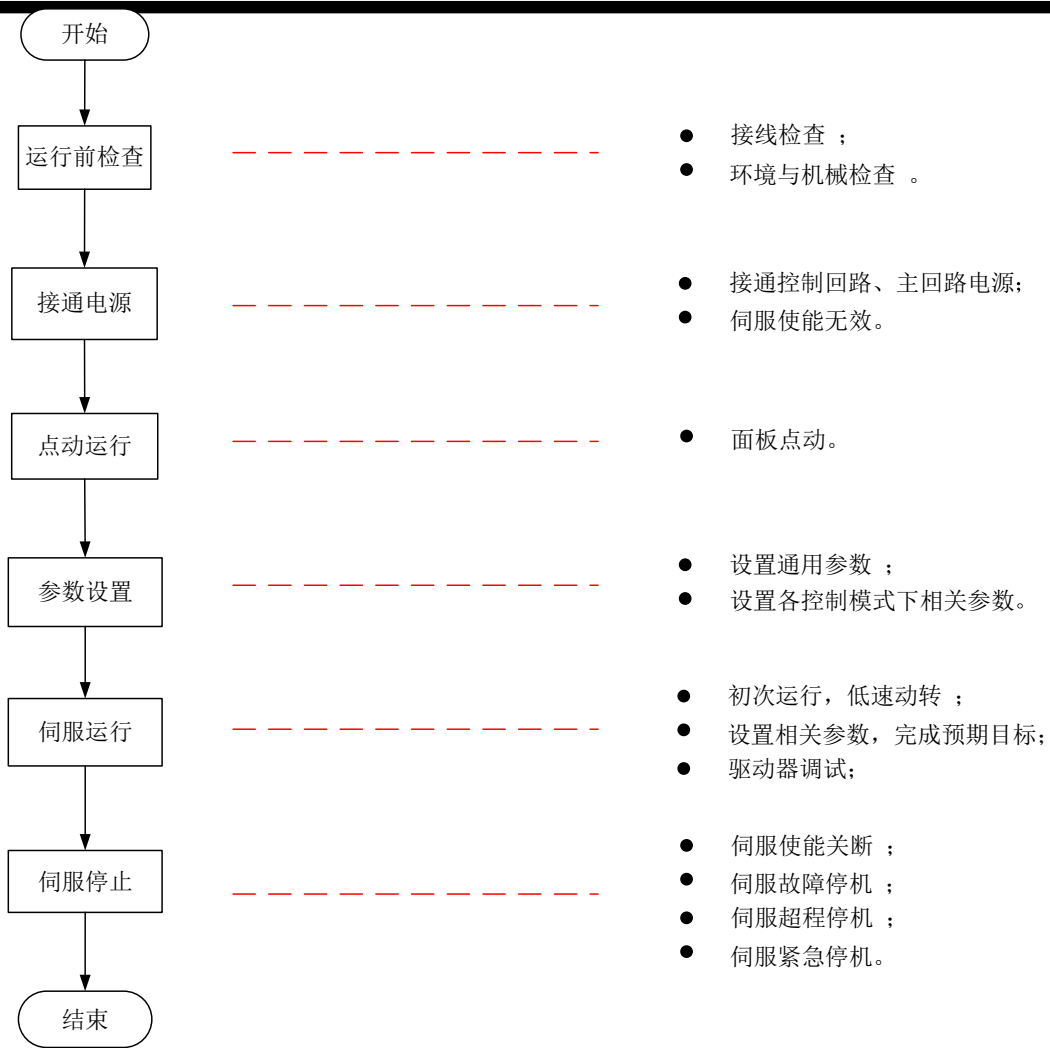 开始
运行前检查
● 接线检查 ；
● 环境与机械检查 。
接通电源
● 接通控制回路、主回路电源；
● 伺服使能无效。
点动运行
● 面板点动。
参数设置
● 设置通用参数 ；
● 设置各控制模式下相关参数。
伺服运行
● 初次运行，低速动转 ；
● 设置相关参数，完成预期目标；
● 驱动器调试；
伺服停止
● 伺服使能关断 ；
● 伺服故障停机 ；
● 伺服超程停机 ；
● 伺服紧急停机。
结束